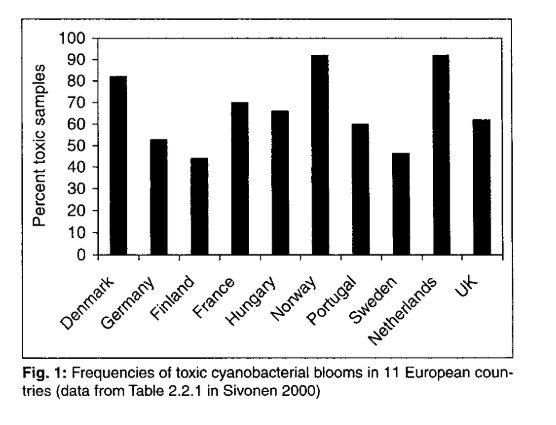 Percent toxic samples
100
90
80
70
60
50
40
30
20
10
0
Denmark
Germany
Finland
France
Hungary
Norway
Portugal
Sweden
Netherlands
UK
Fig. 1: Frequencies of toxic cyanobacterial blooms in 11 European coun-
tries (data from Table 2.2.1 in Sivonen 2000)